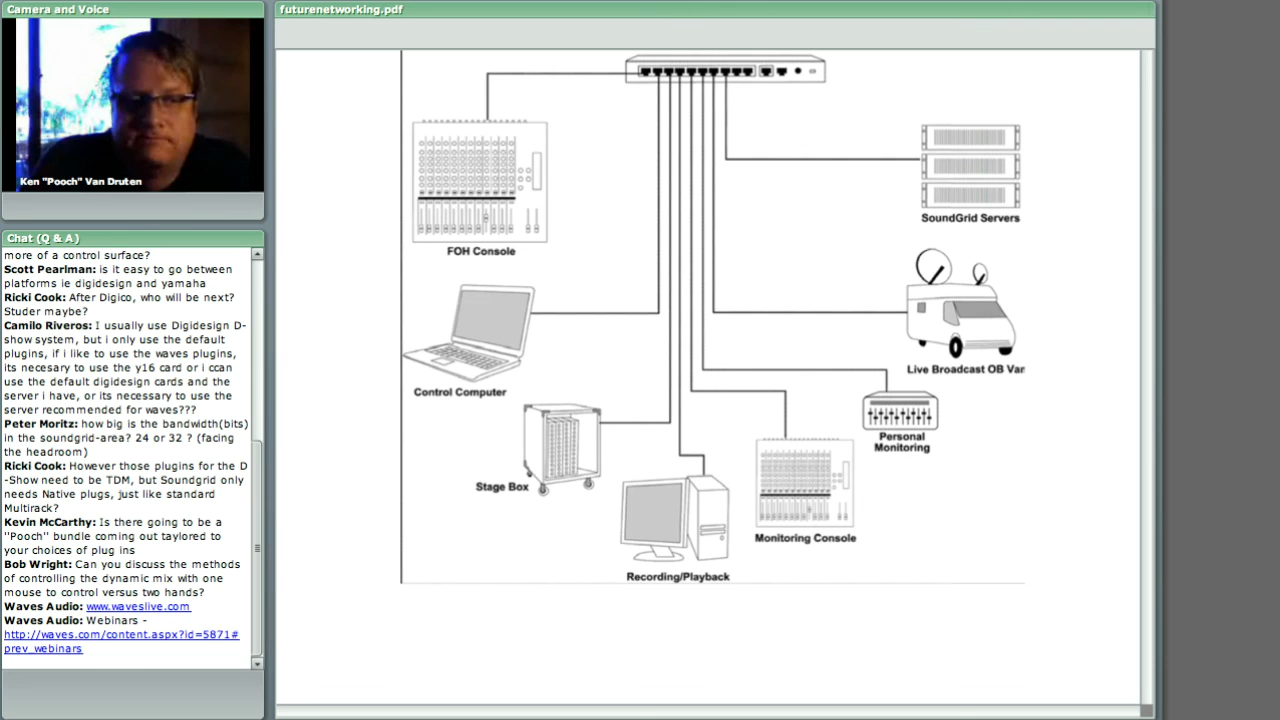 Camera and Voice
Ken "Pooch" Van Druten
Chat (Q & A)
more of a control surface?
Scott Pearlman: is it easy to go between
platforms ie digidesign and yamaha
Ricki Cook: After Digico, who will be next?
Studer maybe?
Camilo Riveros: I usually use Digidesign D-
show system, but i only use the default
plugins, if i like to use the waves plugins,
its necesary to use the y16 card or i ccan
use the default digidesign cards and the
server i have, or its necessary to use the
server recommended for waves???
Peter Moritz: how big is the bandwidth(bits)
in the soundgrid-area? 24 or 32 ? (facing
the headroom)
Ricki Cook: However those plugins for the D
-Show need to be TDM, but Soundgrid only
needs Native plugs, just like standard
Multirack?
Kevin McCarthy: Is there going to be a
"Pooch" bundle coming out taylored to
your choices of plug ins
Bob Wright: Can you discuss the methods
of controlling the dynamic mix with one
mouse to control versus two hands?
Waves Audio: www.waveslive.com
Waves Audio: Webinars -
http://waves.com/content.aspx?id=5871#
prev_webinars
futurenetworking.pdf
FOH Console
SoundGrid Servers
Control Computer
Live Broadcast OB Van
Personal
Monitoring
Stage Box
Monitoring Console
Recording/Playback